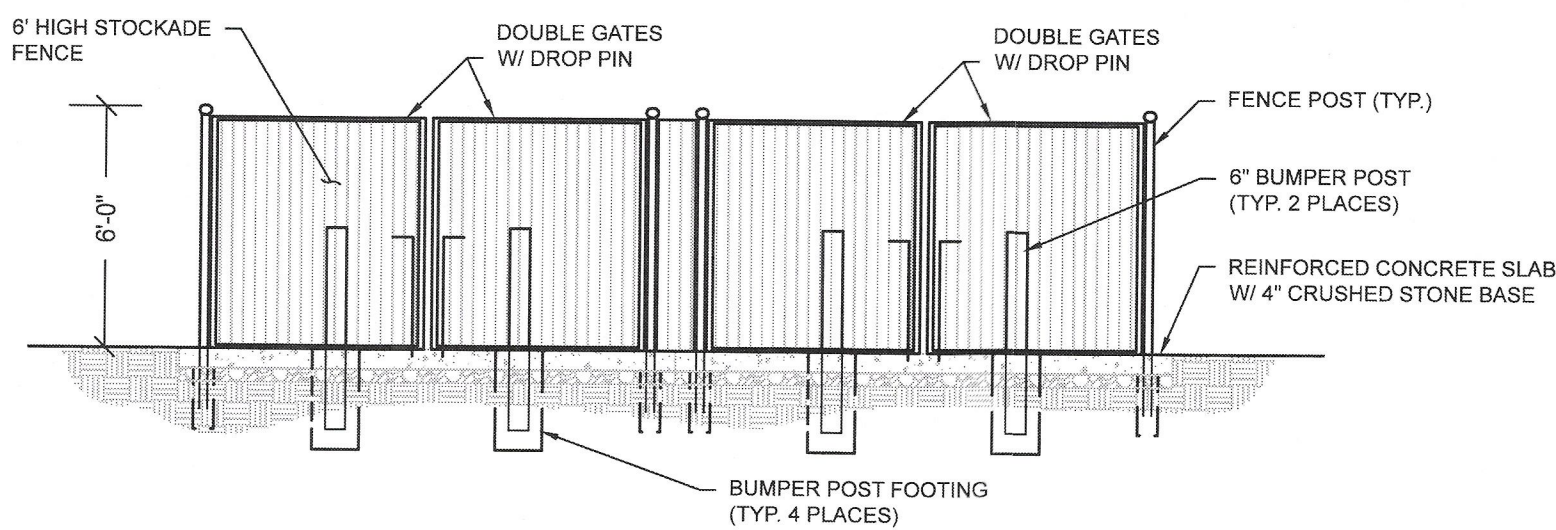 6' HIGH STOCKADE
FENCE
DOUBLE GATES
W/ DROP PIN
DOUBLE GATES
W/ DROP PIN
FENCE POST (TYP.)
6" BUMPER POST
(TYP. 2 PLACES)
6'-0"
REINFORCED CONCRETE SLAB
W/ 4" CRUSHED STONE BASE
BUMPER POST FOOTING
(TYP. 4 PLACES)